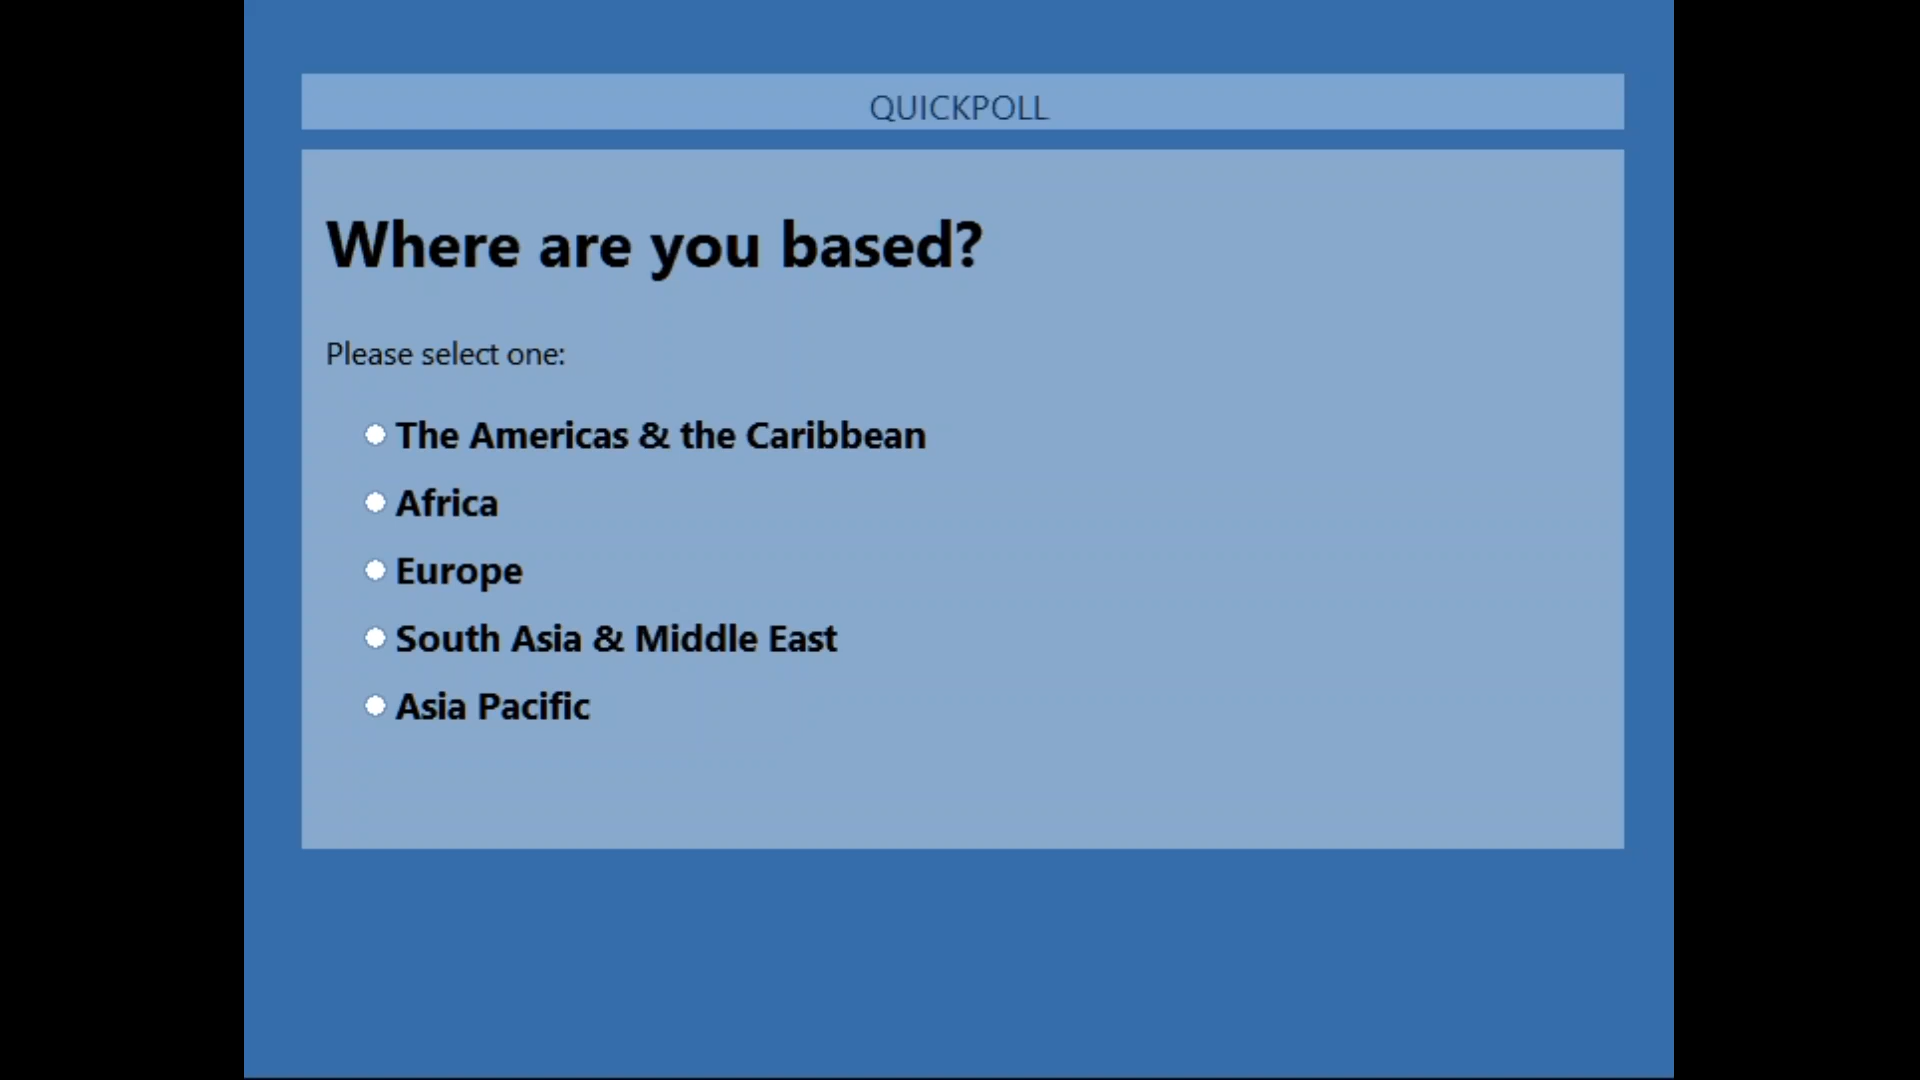 QUICKPOLL
Where are you based?
Please select one:
The Americas & the Caribbean
Africa
Europe
South Asia & Middle East
Asia Pacific